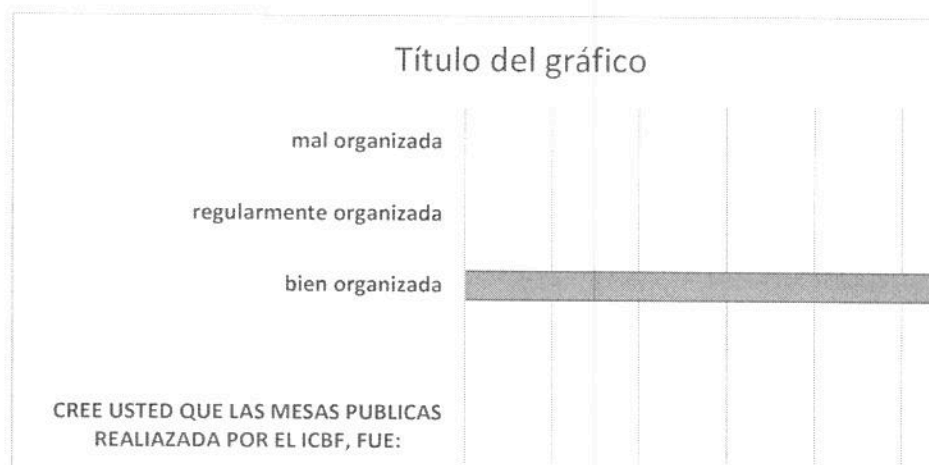 Título del gráfico
mal organizada
regularmente organizada
bien organizada
CREE USTED QUE LAS MESAS PUBLICAS
REALIAZADA POR EL ICBF, FUE: